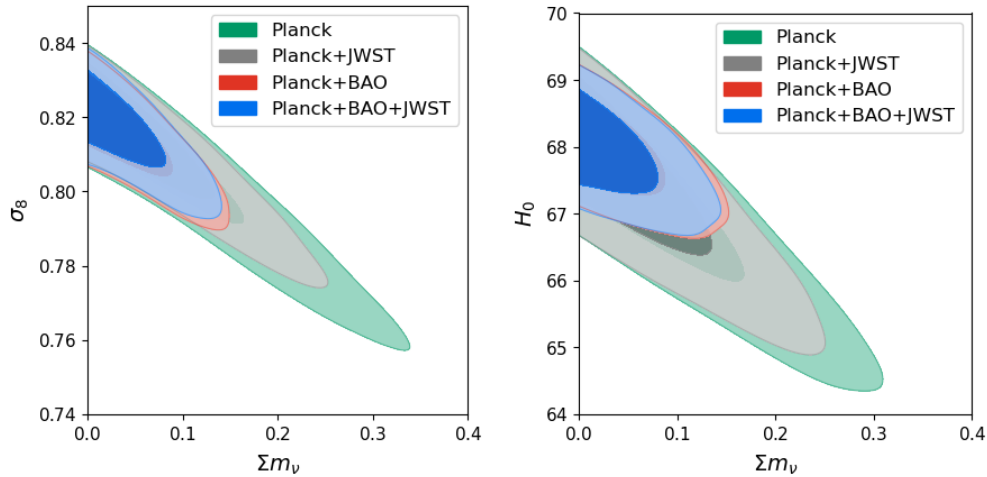 0.84
0.82
0.80
0.78
0.76
0.74
σ8
0.0
0.1
0.2
0.3
0.4
Σmν
Planck
Planck+JWST
Planck+BAO
Planck+BAO+JWST
70
69
68
67
66
65
64
H0
0.0
0.1
0.2
0.3
0.4
Σmν
Planck
Planck+JWST
Planck+BAO
Planck+BAO+JWST